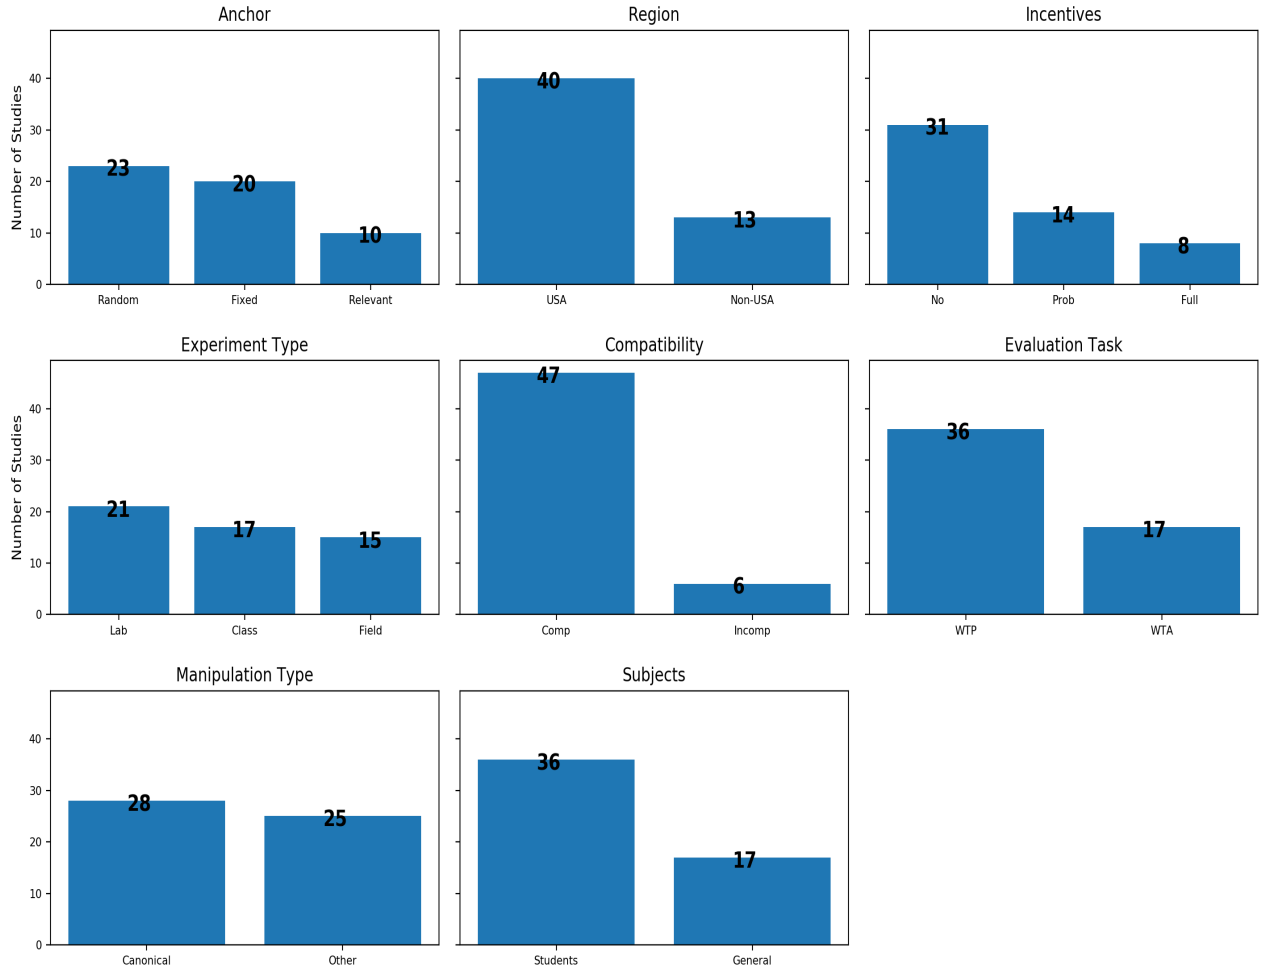 Anchor
Number of Studies
40
30
20
10
0
23
20
10
Random Fixed Relevant
Region
40
13
USA Non-USA
Incentives
31
14
8
No Prob Full
Experiment Type
Number of Studies
40
30
20
10
0
21
17
15
Lab Class Field
Compatibility
47
6
Comp Incomp
Evaluation Task
36
17
WTP WTA
Manipulation Type
40
30
20
10
0
28
25
Canonical Other
Subjects
36
17
Students General